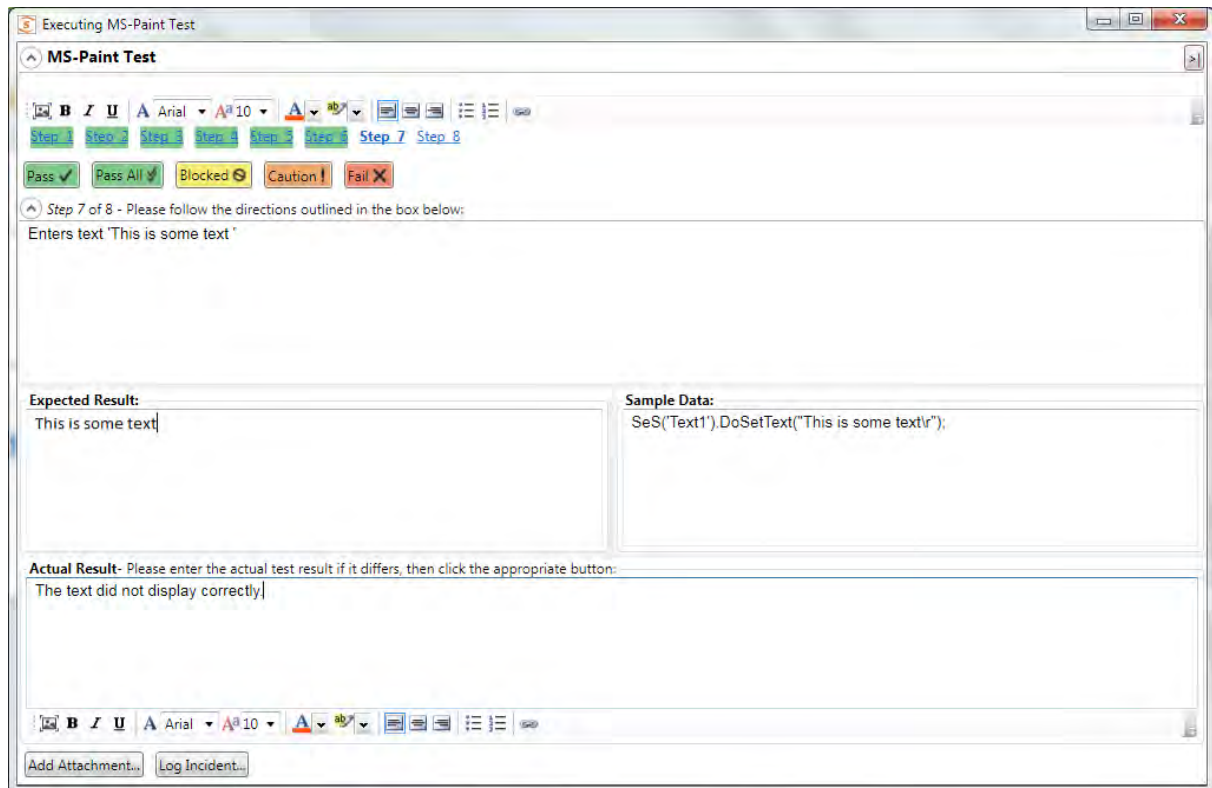 Executing MS-Paint Test
MS-Paint Test
B I U A Arial Aa 10 A ab
Step 1 Step 2 Step 3 Step 4 Step 5 Step 6 Step 7 Step 8
Pass Pass All Blocked Caution ! Fail X
Step 7 of 8 - Please follow the directions outlined in the box below:
Enters text 'This is some text '
Expected Result:
This is some text
Sample Data:
SeS('Text1').DoSetText("This is some text\r");
Actual Result- Please enter the actual test result if it differs, then click the appropriate button:
The text did not display correctly.
B I U A Arial Aa 10 A ab
Add Attachment... Log Incident...